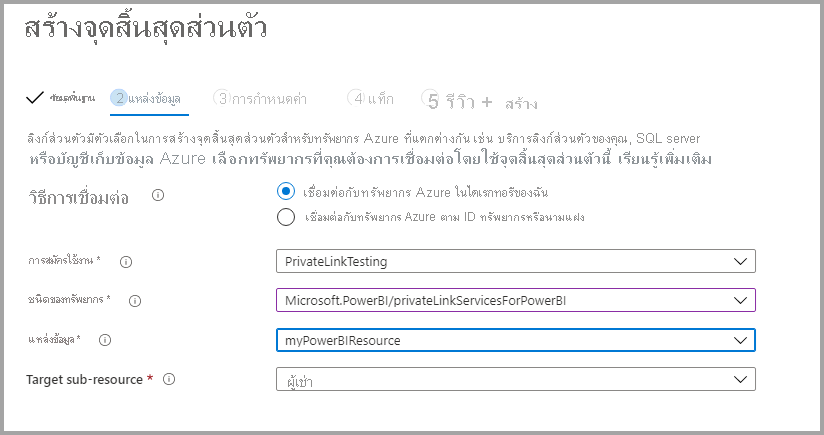 สร้างจุดสิ้นสุดส่วนตัว
ข้อมูลพื้นฐาน 2 แหล่งข้อมูล 3 การกําหนดค่า 4 แท็ก 5 รีวิว + สร้าง
ลิงก์ส่วนตัวมีตัวเลือกในการสร้างจุดสิ้นสุดส่วนตัวสําหรับทรัพยากร Azure ที่แตกต่างกัน เช่น บริการลิงก์ส่วนตัวของคุณ, SQL server
หรือบัญชีเก็บข้อมูล Azure เลือกทรัพยากรที่คุณต้องการเชื่อมต่อโดยใช้จุดสิ้นสุดส่วนตัวนี้ เรียนรู้เพิ่มเติม
วิธีการเชื่อมต่อ
เชื่อมต่อกับทรัพยากร Azure ในไดเรกทอรีของฉัน
เชื่อมต่อกับทรัพยากร Azure ตาม ID ทรัพยากรหรือนามแฝง
การสมัครใช้งาน * PrivateLinkTesting
ชนิดของทรัพยากร * Microsoft.PowerBI/privateLinkServicesForPowerBI
แหล่งข้อมูล * myPowerBIResource
Target sub-resource * ผู้เช่า